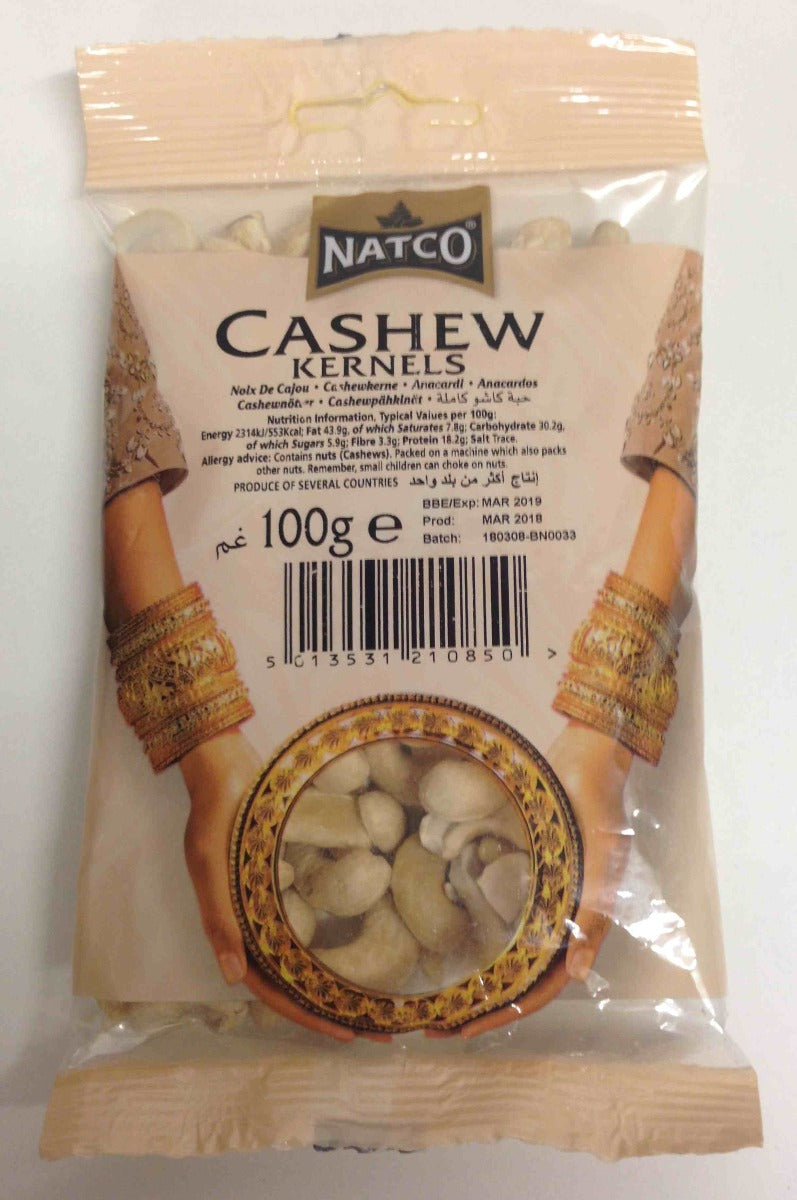 NATCO®
CASHEW
KERNELS
Noix De Cajou • Cashewkerne • Anacardi • Anacardos
Cashewnötter • Cashewpähkinät • حبة كاشو كاملة
Nutrition Information, Typical Values per 100g:
Energy 2314kJ/553Kcal; Fat 43.9g, of which Saturates 7.8g; Carbohydrate 30.2g,
of which Sugars 5.9g; Fibre 3.3g; Protein 18.2g; Salt Trace.
Allergy advice: Contains nuts (Cashews). Packed on a machine which also packs
other nuts. Remember, small children can choke on nuts.
PRODUCE OF SEVERAL COUNTRIES إنتاج أكثر من بلد واحد
BBE/Exp: MAR 2019
Prod: MAR 2018
Batch: 180308-BN0033
100g e غم
5 013531 210850 >